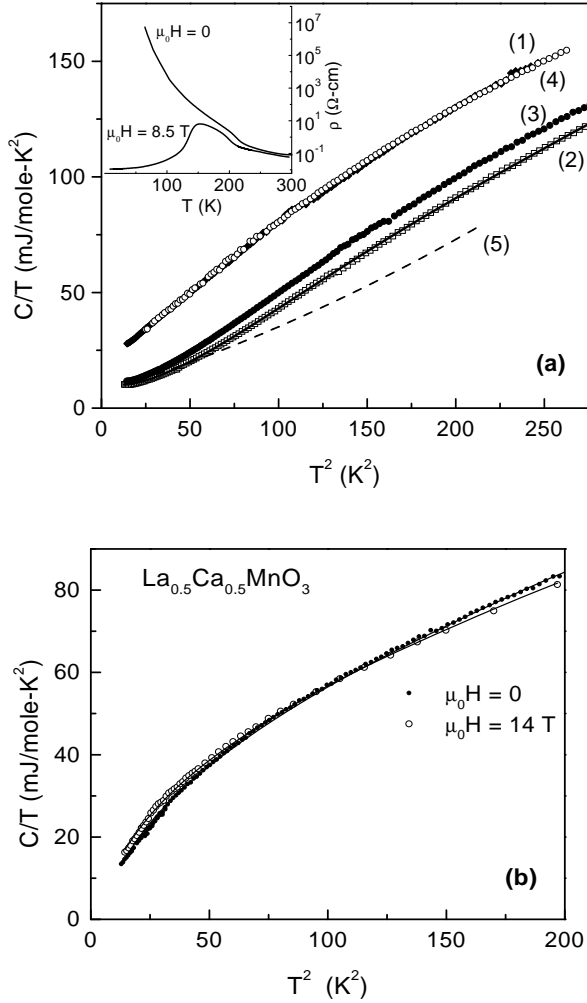 μ₀H = 0
μ₀H = 8.5 T
10⁷
10⁵
10³
10¹
10⁻¹
ρ (Ω-cm)
100 200 300
T (K)
(1)
(4)
(3)
(2)
(5)
150
100
50
0
C/T (mJ/mole-K²)
(a)
0 50 100 150 200 250
T² (K²)
La₀.₅Ca₀.₅MnO₃
80
60
40
20
0
C/T (mJ/mole-K²)
μ₀H = 0
μ₀H = 14 T
(b)
0 50 100 150 200
T² (K²)